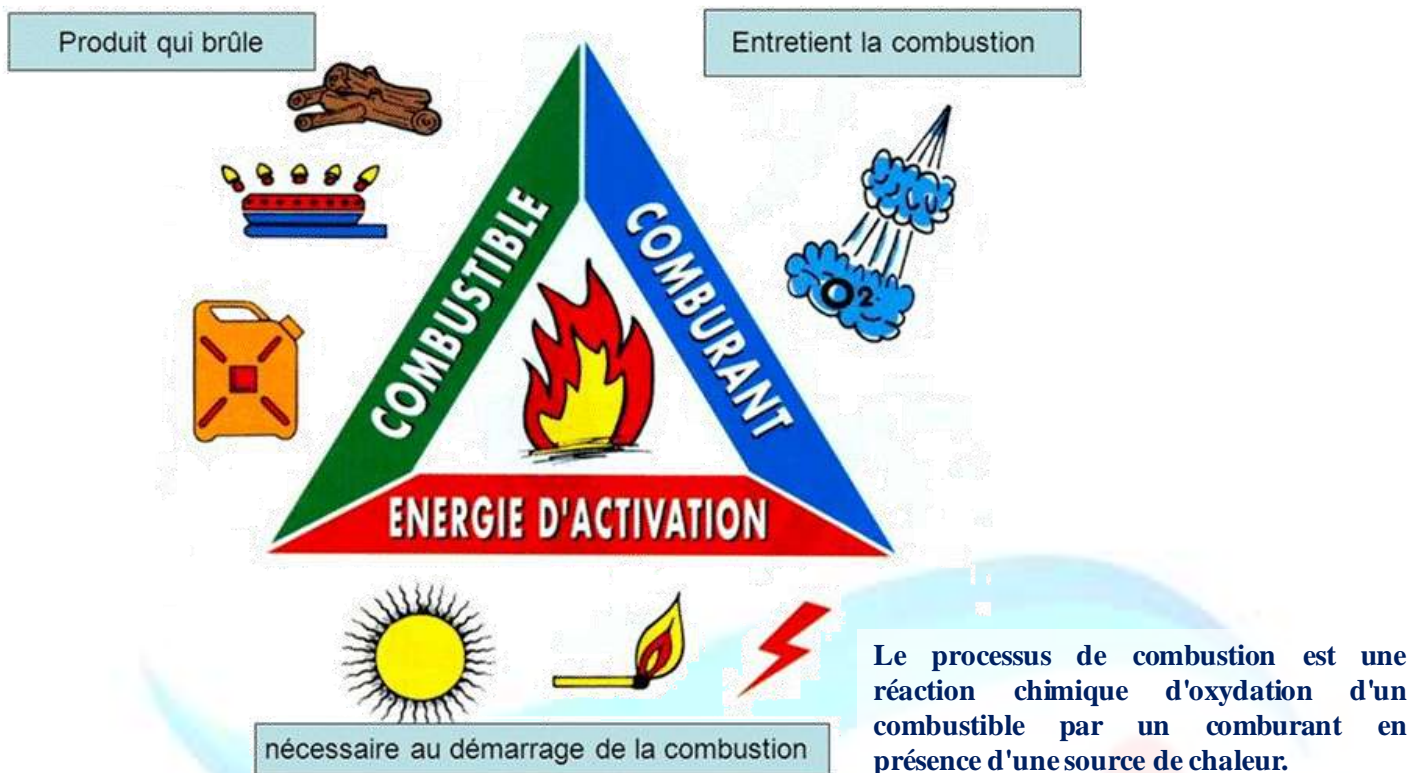 Produit qui brûle
Entretient la combustion
COMBUSTIBLE
COMBURANT
O2
ENERGIE D'ACTIVATION
nécessaire au démarrage de la combustion
Le processus de combustion est une
réaction chimique d'oxydation d'un
combustible par un comburant en
présence d'une source de chaleur.